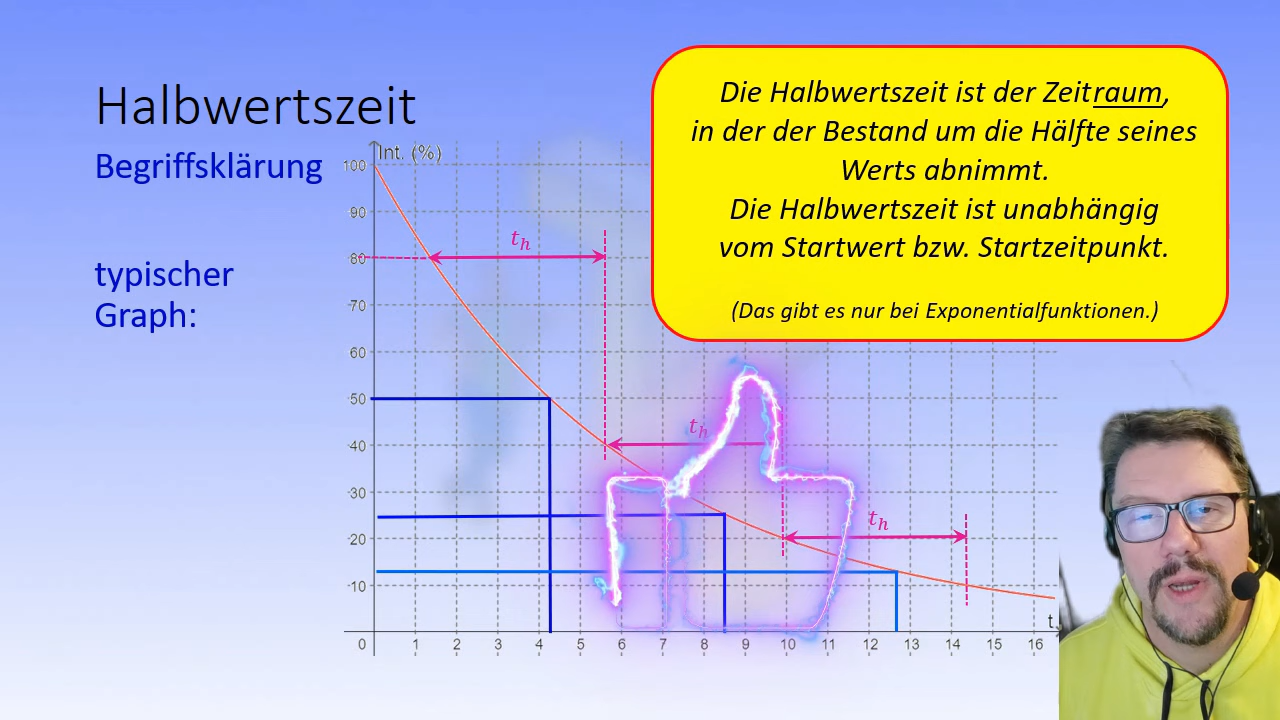 Halbwertszeit
Begriffsklärung
typischer
Graph:
Die Halbwertszeit ist der Zeitraum,
in der der Bestand um die Hälfte seines
Werts abnimmt.
Die Halbwertszeit ist unabhängig
vom Startwert bzw. Startzeitpunkt.
(Das gibt es nur bei Exponentialfunktionen.)
Int. (%)
100
90
80
70
60
50
40
30
20
10
t_h
t_h
t_h
t
0 1 2 3 4 5 6 7 8 9 10 11 12 13 14 15 16